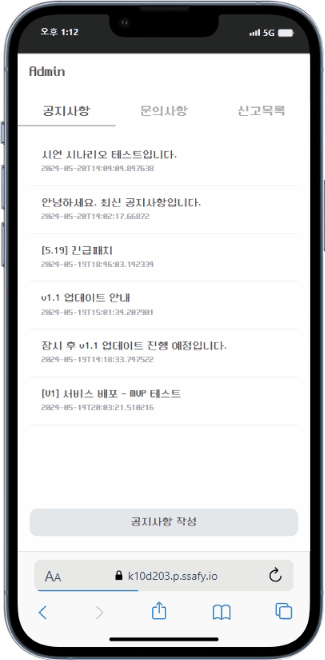 오후 1:12
5G
Admin
공지사항 문의사항 신고목록
시연 시나리오 테스트입니다.
2024-05-20T14:04:04.847638
안녕하세요. 최신 공지사항입니다.
2024-05-20T14:02:17.66872
[5.19] 긴급패치
2024-05-19T18:46:03.142334
v1.1 업데이트 안내
2024-05-19T15:01:34.287981
잠시 후 v1.1 업데이트 진행 예정입니다.
2024-05-19T14:18:33.747522
[V1] 서비스 배포 - MVP 테스트
2024-05-14T20:03:21.510216
공지사항 작성
AA k10d203.p.ssafy.io